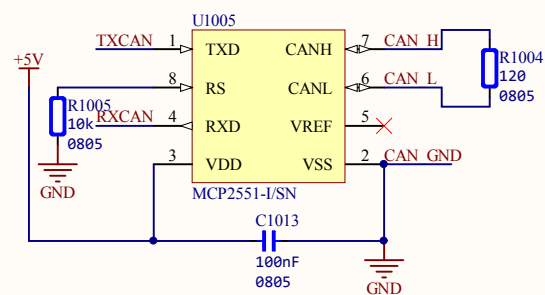 U1005
TXCAN 1 TXD CANH 7 CAN_H
+5V
8 RS CANL 6 CAN_L
R1004
120
0805
R1005
10k
0805
RXCAN 4 RXD VREF 5
3 VDD VSS 2 CAN_GND
GND
MCP2551-I/SN
C1013
100nF
0805
GND